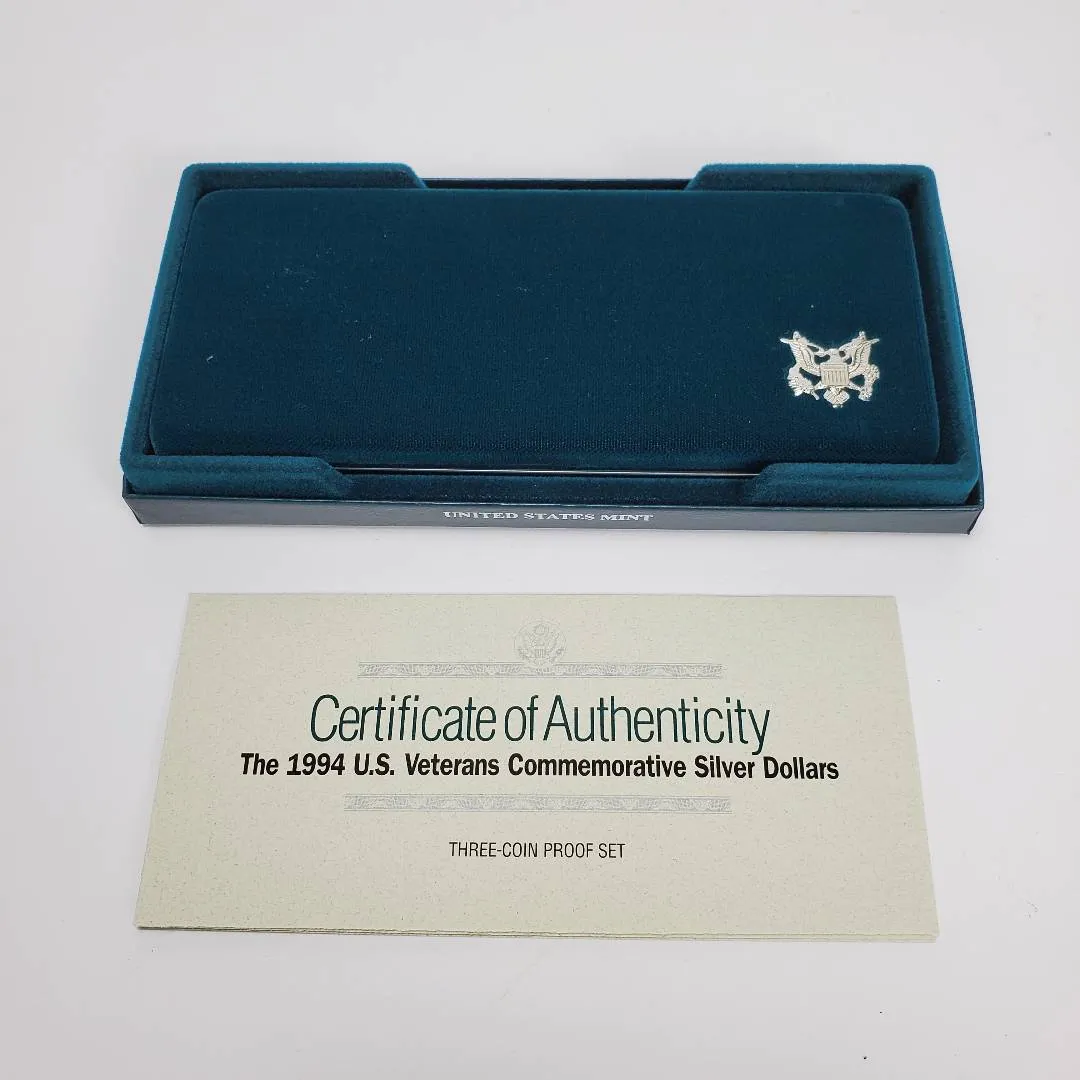 UNITED STATES MINT
Certificate of Authenticity
The 1994 U.S. Veterans Commemorative Silver Dollars
THREE-COIN PROOF SET